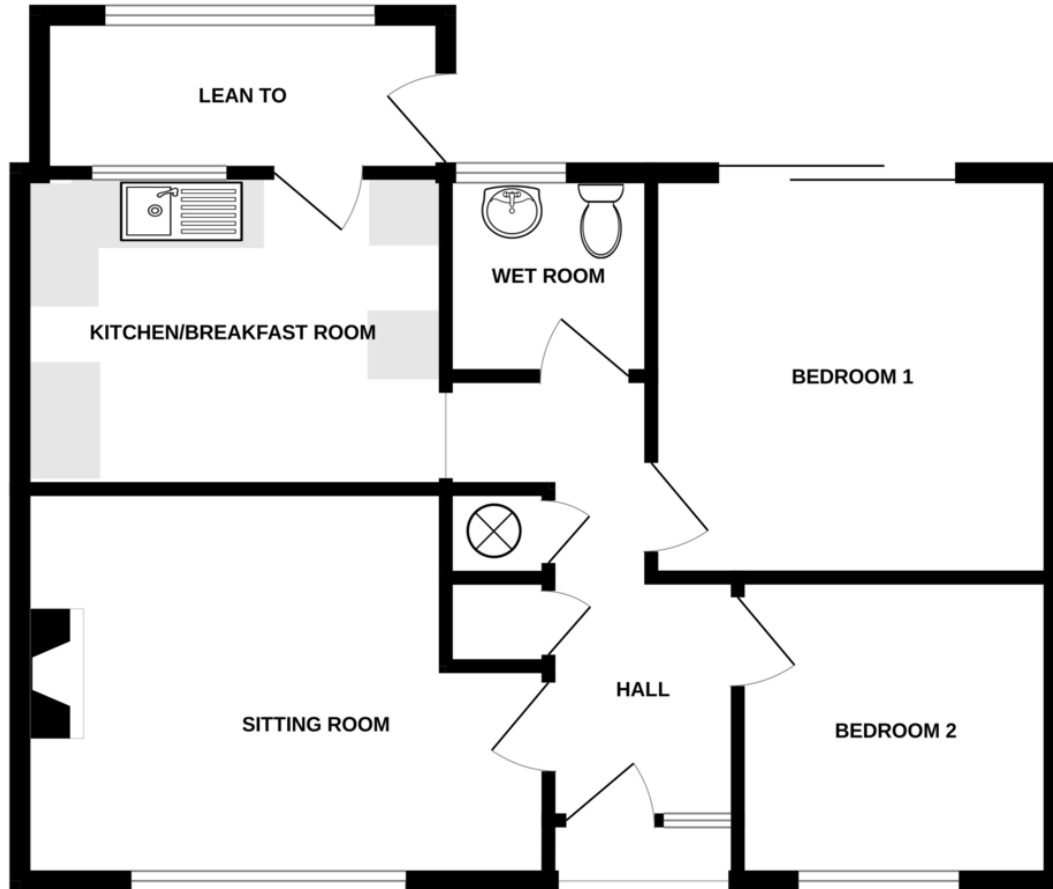 LEAN TO
WET ROOM
KITCHEN/BREAKFAST ROOM
BEDROOM 1
HALL
SITTING ROOM
BEDROOM 2